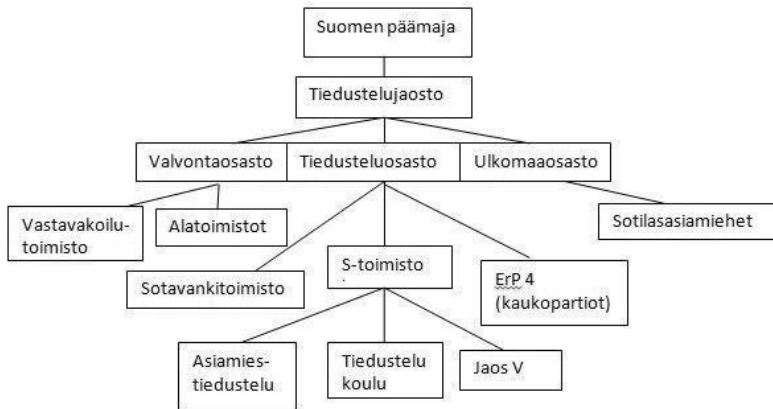 Suomen päämaja
Tiedustelujaosto
Valvontaosasto
Tiedusteluosasto
Ulkomaaosasto
Vastavakoilu-
toimisto
Alatoimistot
Sotilasasiamiehet
Sotavankitoimisto
S-toimisto
ErP 4
(kaukopartiot)
Asiamies-
tiedustelu
Tiedustelu
koulu
Jaos V